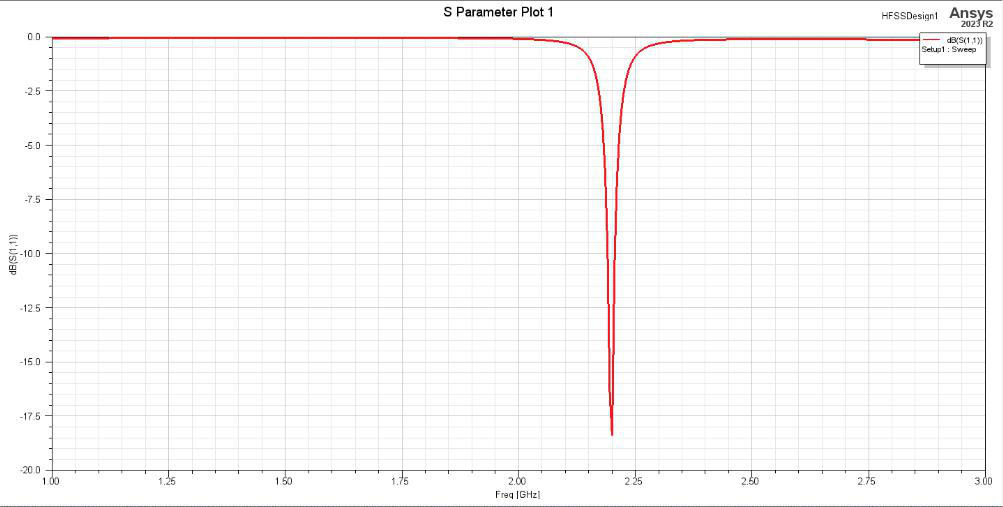 S Parameter Plot 1
HFSSDesign1
Ansys
2023 R2
dB(S(1,1))
Setup1 : Sweep
0.0
-2.5
-5.0
-7.5
-10.0
-12.5
-15.0
-17.5
-20.0
dB(S(1,1))
1.00 1.25 1.50 1.75 2.00 2.25 2.50 2.75 3.00
Freq [GHz]